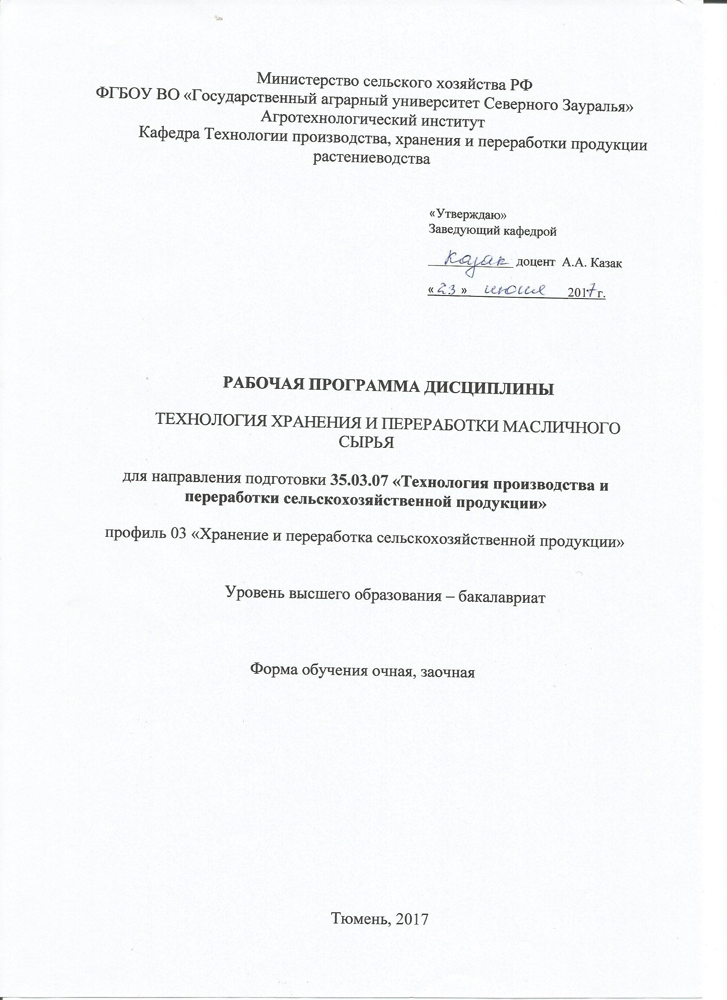 Министерство сельского хозяйства РФ
ФГБОУ ВО «Государственный аграрный университет Северного Зауралья»
Агротехнологический институт
Кафедра Технологии производства, хранения и переработки продукции
растениеводства
«Утверждаю»
Заведующий кафедрой
Казак доцент А.А. Казак
«23» июня 2017 г.
РАБОЧАЯ ПРОГРАММА ДИСЦИПЛИНЫ
ТЕХНОЛОГИЯ ХРАНЕНИЯ И ПЕРЕРАБОТКИ МАСЛИЧНОГО
СЫРЬЯ
для направления подготовки 35.03.07 «Технология производства и
переработки сельскохозяйственной продукции»
профиль 03 «Хранение и переработка сельскохозяйственной продукции»
Уровень высшего образования – бакалавриат
Форма обучения очная, заочная
Тюмень, 2017